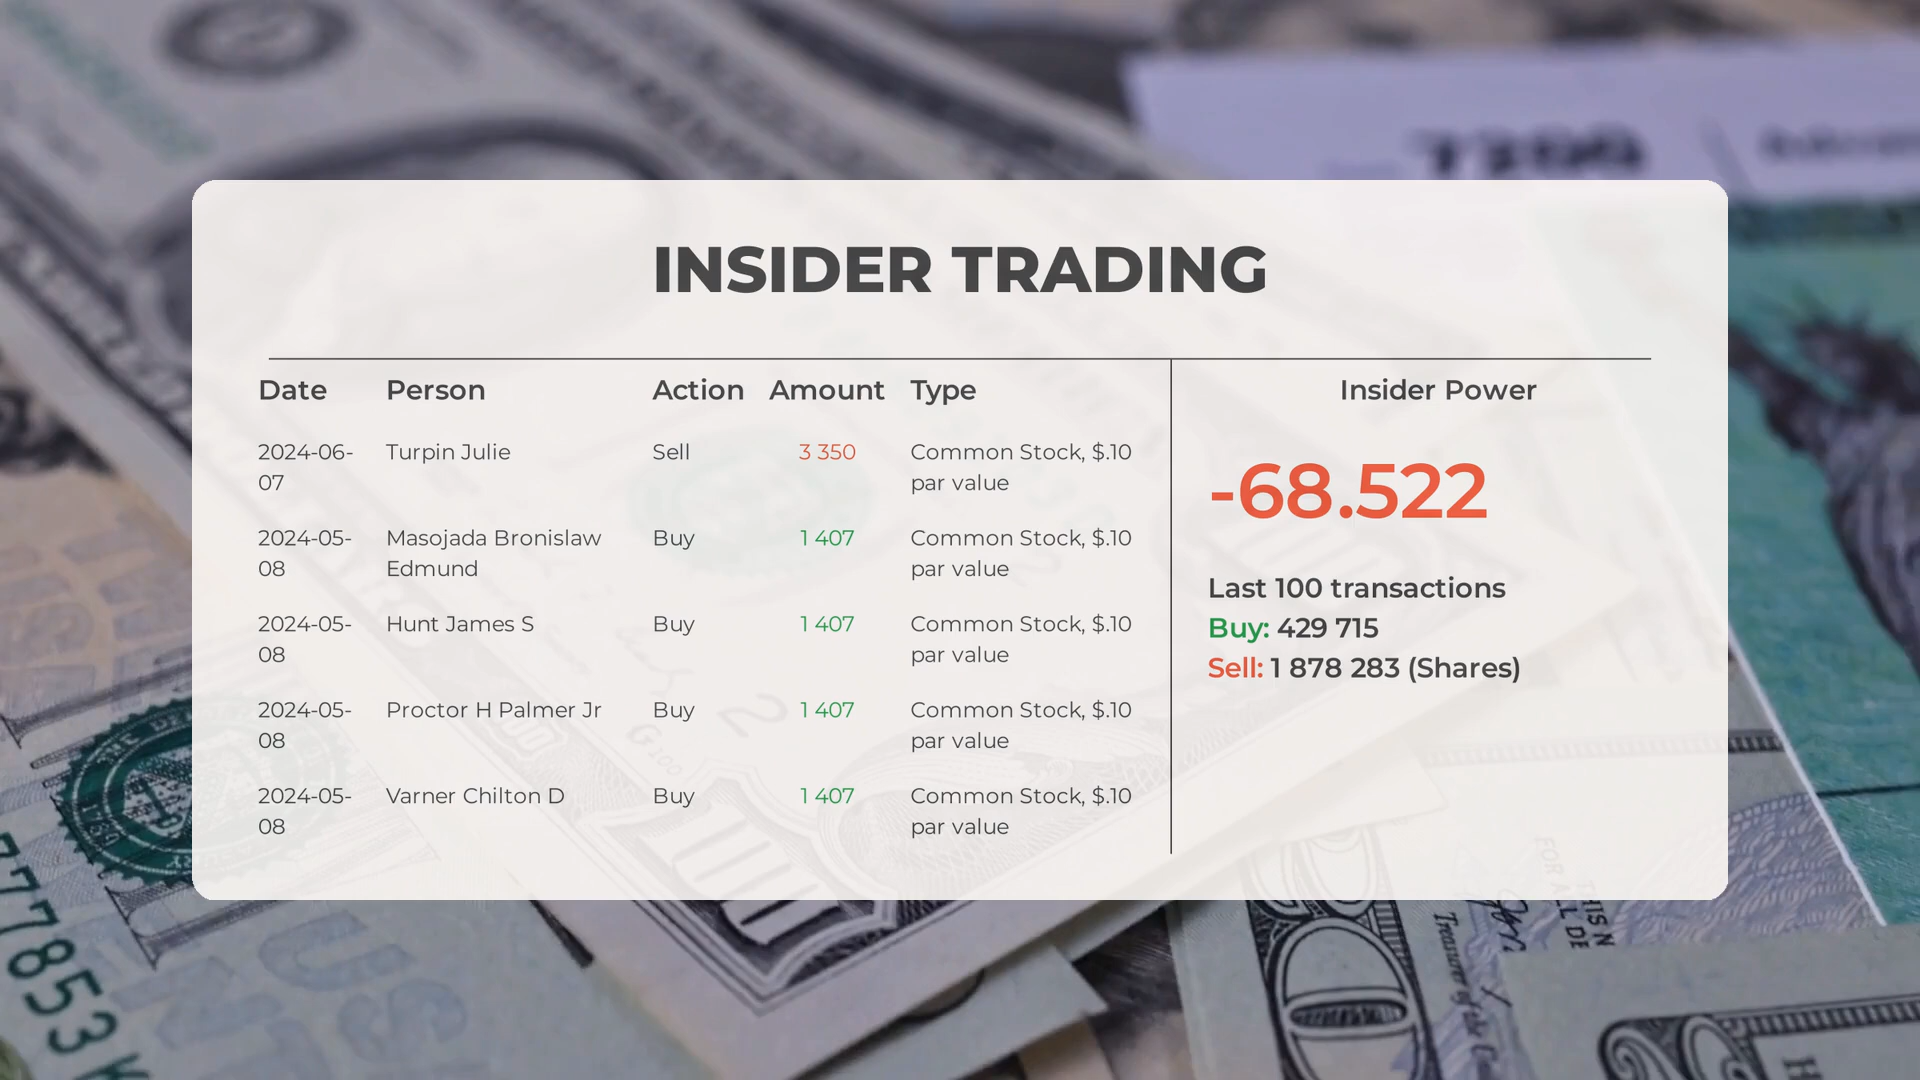 INSIDER TRADING
Date Person Action Amount Type
2024-06-07 Turpin Julie Sell 3 350 Common Stock, $.10 par value
2024-05-08 Masojada Bronislaw Edmund Buy 1 407 Common Stock, $.10 par value
2024-05-08 Hunt James S Buy 1 407 Common Stock, $.10 par value
2024-05-08 Proctor H Palmer Jr Buy 1 407 Common Stock, $.10 par value
2024-05-08 Varner Chilton D Buy 1 407 Common Stock, $.10 par value
Insider Power
-68.522
Last 100 transactions
Buy: 429 715
Sell: 1 878 283 (Shares)
77853